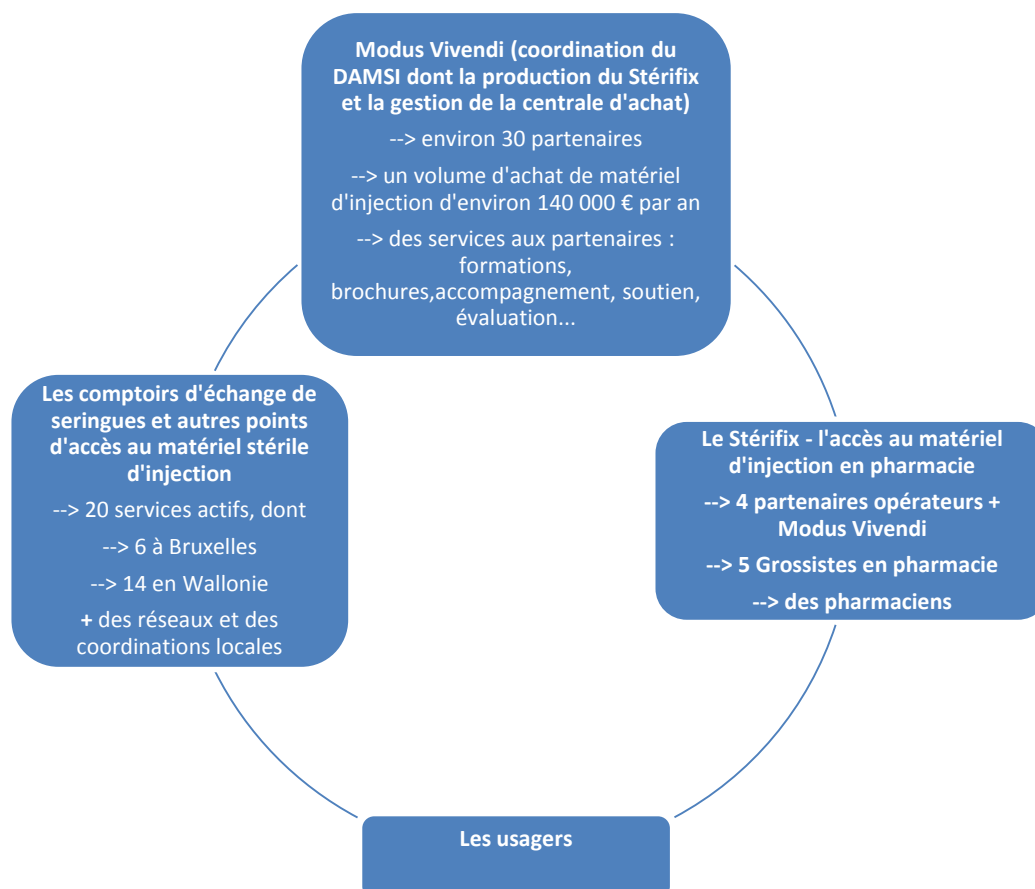 Modus Vivendi (coordination du
DAMSI dont la production du Stérifix
et la gestion de la centrale d'achat)
--> environ 30 partenaires
--> un volume d'achat de matériel
d'injection d'environ 140 000 € par an
--> des services aux partenaires :
formations,
brochures,accompagnement, soutien,
évaluation...
Les comptoirs d'échange de
seringues et autres points
d'accès au matériel stérile
d'injection
--> 20 services actifs, dont
--> 6 à Bruxelles
--> 14 en Wallonie
+ des réseaux et des
coordinations locales
Le Stérifix - l'accès au matériel
d'injection en pharmacie
--> 4 partenaires opérateurs +
Modus Vivendi
--> 5 Grossistes en pharmacie
--> des pharmaciens
Les usagers